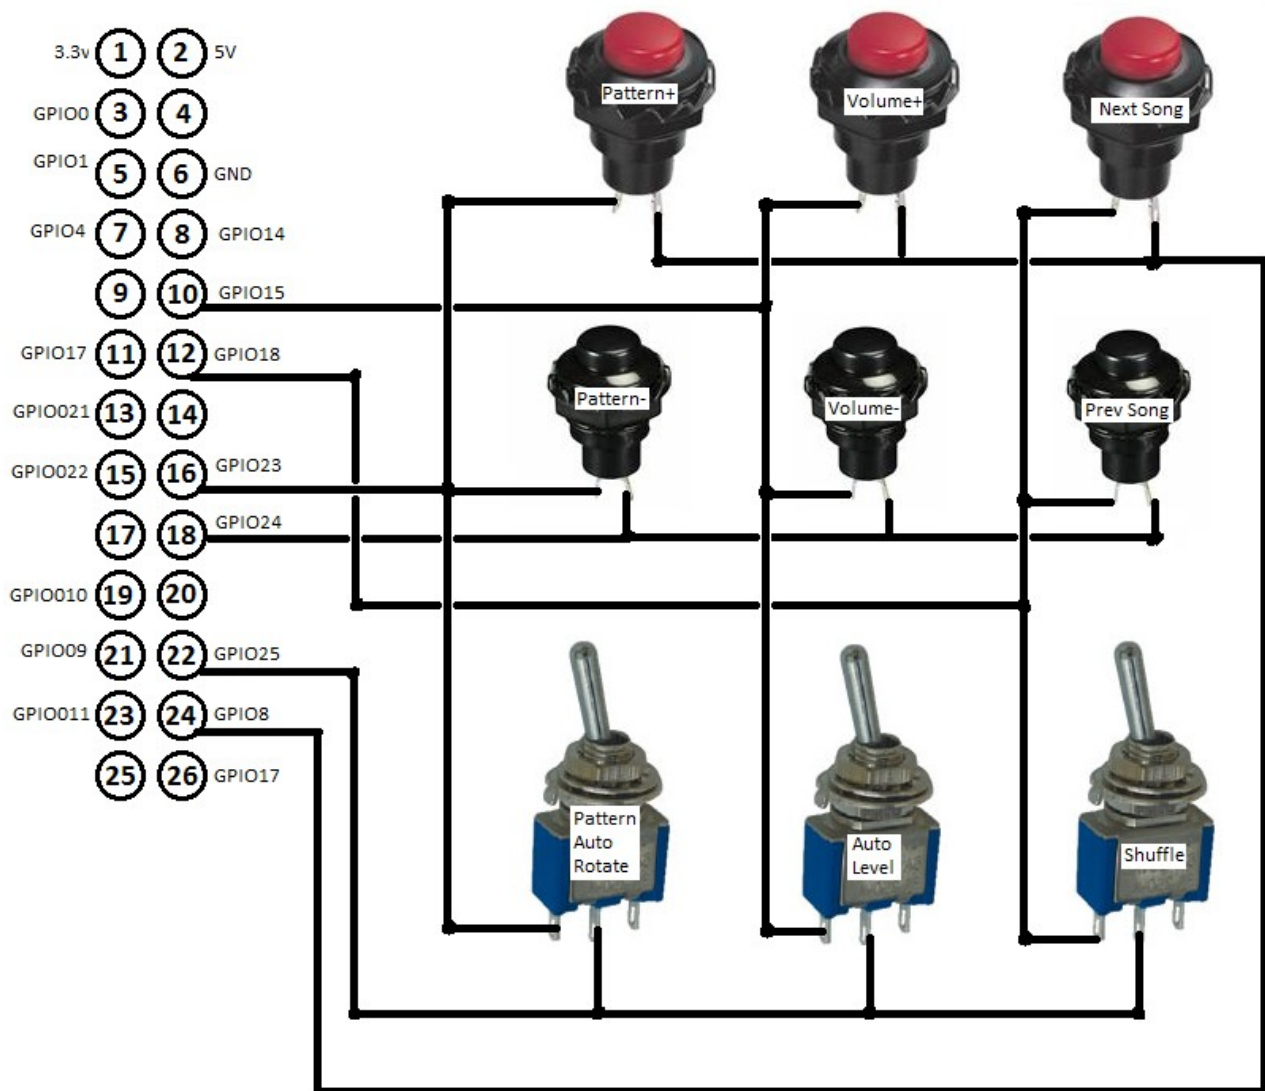 3.3v 1 2 5V
GPIO0 3 4
GPIO1 5 6 GND
GPIO4 7 8 GPIO14
9 10 GPIO15
GPIO17 11 12 GPIO18
GPIO021 13 14
GPIO022 15 16 GPIO23
17 18 GPIO24
GPIO010 19 20
GPIO09 21 22 GPIO25
GPIO011 23 24 GPIO8
25 26 GPIO17
Pattern+
Volume+
Next Song
Pattern-
Volume-
Prev Song
Pattern
Auto
Rotate
Auto
Level
Shuffle